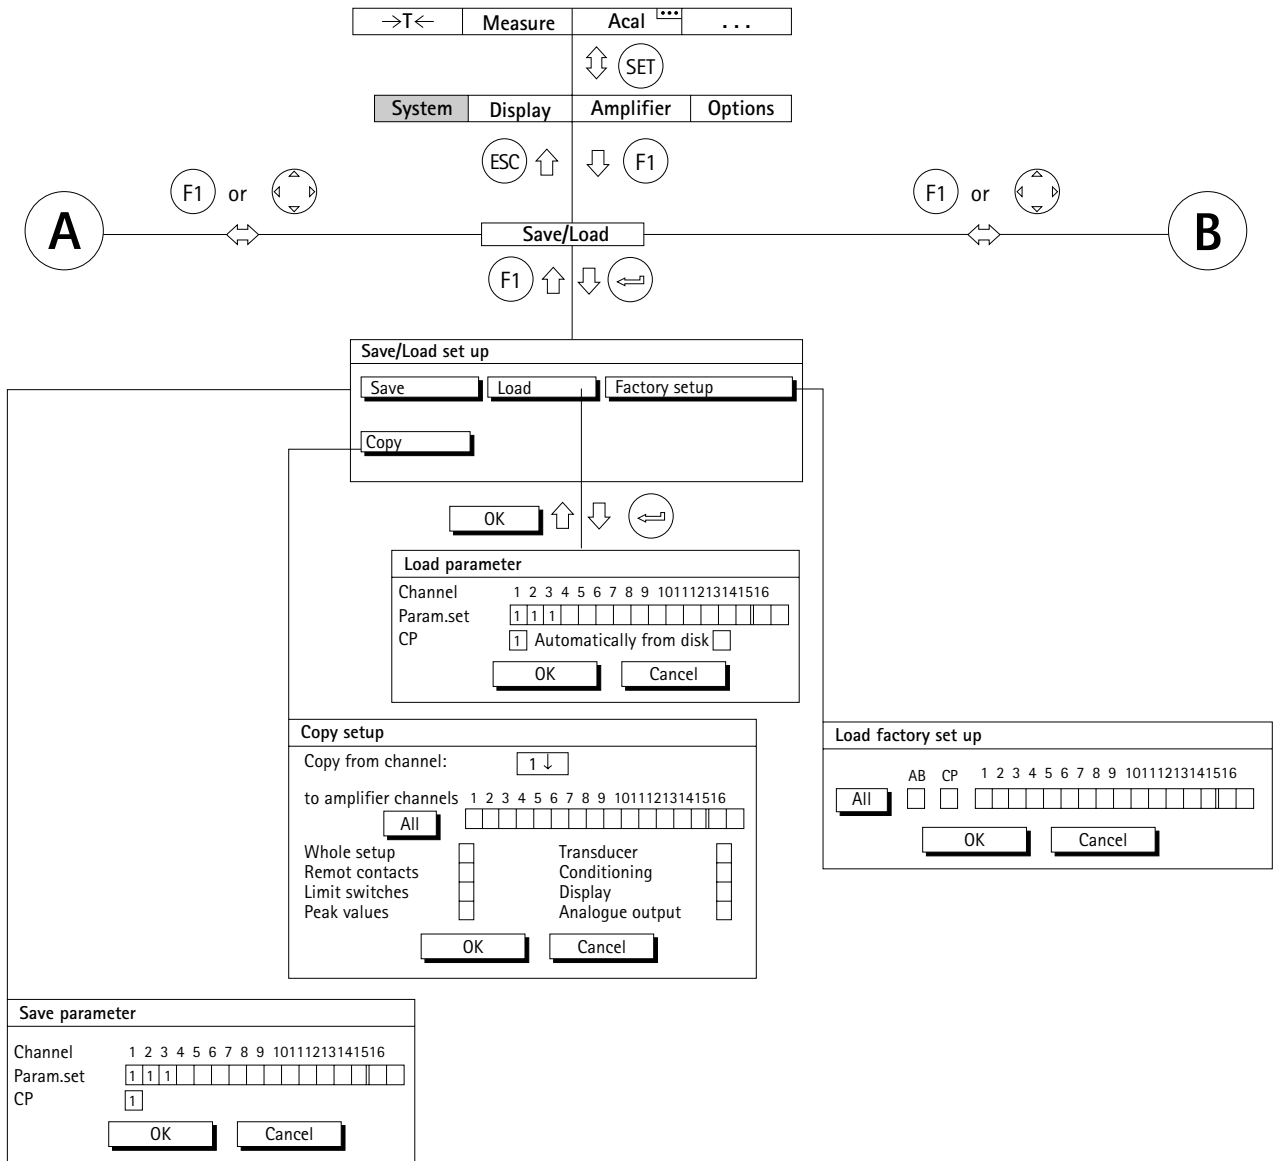 →T← Measure Acal ...
SET
System Display Amplifier Options
ESC F1
F1 or F1 or
A Save/Load B
F1
Save/Load set up
Save Load Factory setup
Copy
OK
Load parameter
Channel 1 2 3 4 5 6 7 8 9 10111213141516
Param.set 1 1 1
CP 1 Automatically from disk
OK Cancel
Copy setup
Copy from channel: 1 ↓
to amplifier channels 1 2 3 4 5 6 7 8 9 10111213141516
All
Whole setup Transducer
Remot contacts Conditioning
Limit switches Display
Peak values Analogue output
OK Cancel
Load factory set up
AB CP 1 2 3 4 5 6 7 8 9 10111213141516
All
OK Cancel
Save parameter
Channel 1 2 3 4 5 6 7 8 9 10111213141516
Param.set 1 1 1
CP 1
OK Cancel